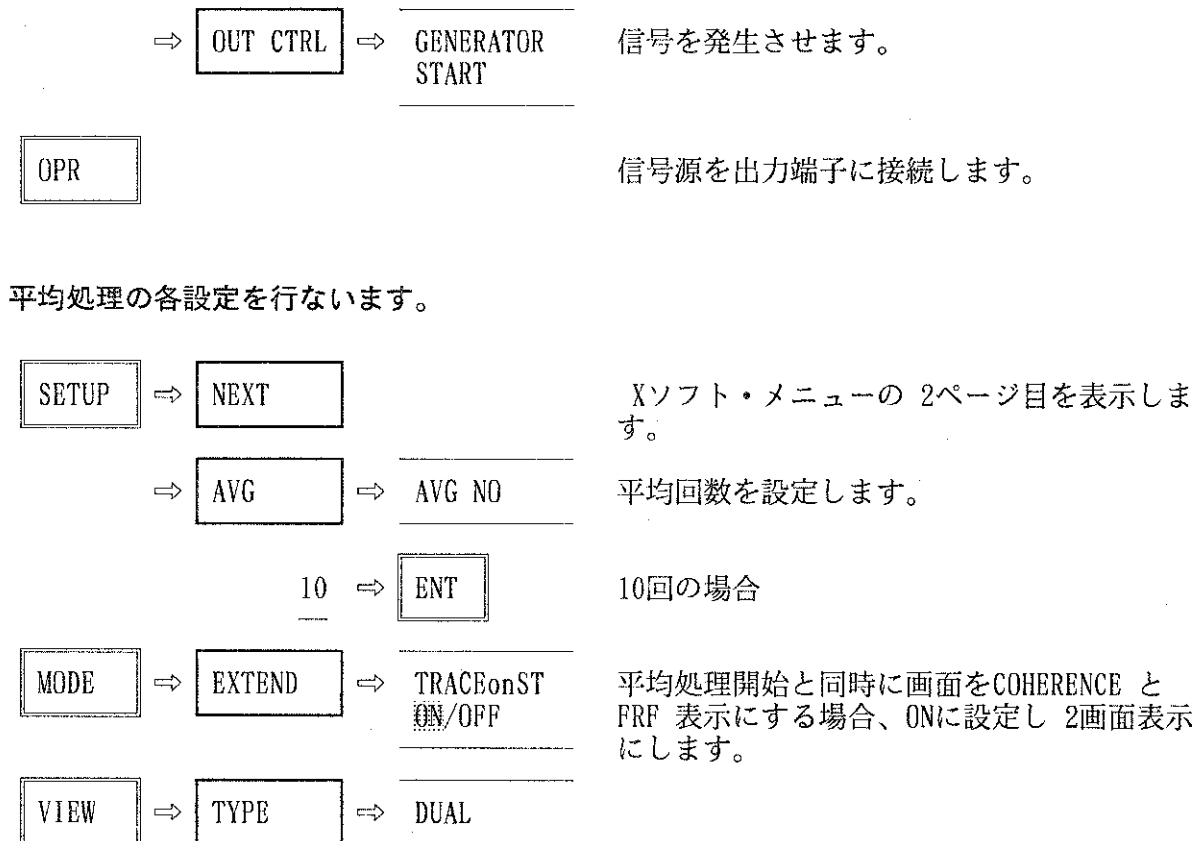 ⇒ OUT CTRL ⇒ GENERATOR 信号を発生させます。
START
OPR 信号源を出力端子に接続します。
平均処理の各設定を行ないます。
SETUP ⇒ NEXT Xソフト・メニューの 2ページ目を表示しま
す。
⇒ AVG ⇒ AVG NO 平均回数を設定します。
10 ⇒ ENT 10回の場合
MODE ⇒ EXTEND ⇒ TRACEonST 平均処理開始と同時に画面をCOHERENCE と
ON/OFF FRF 表示にする場合、ONに設定し 2画面表示
にします。
VIEW ⇒ TYPE ⇒ DUAL